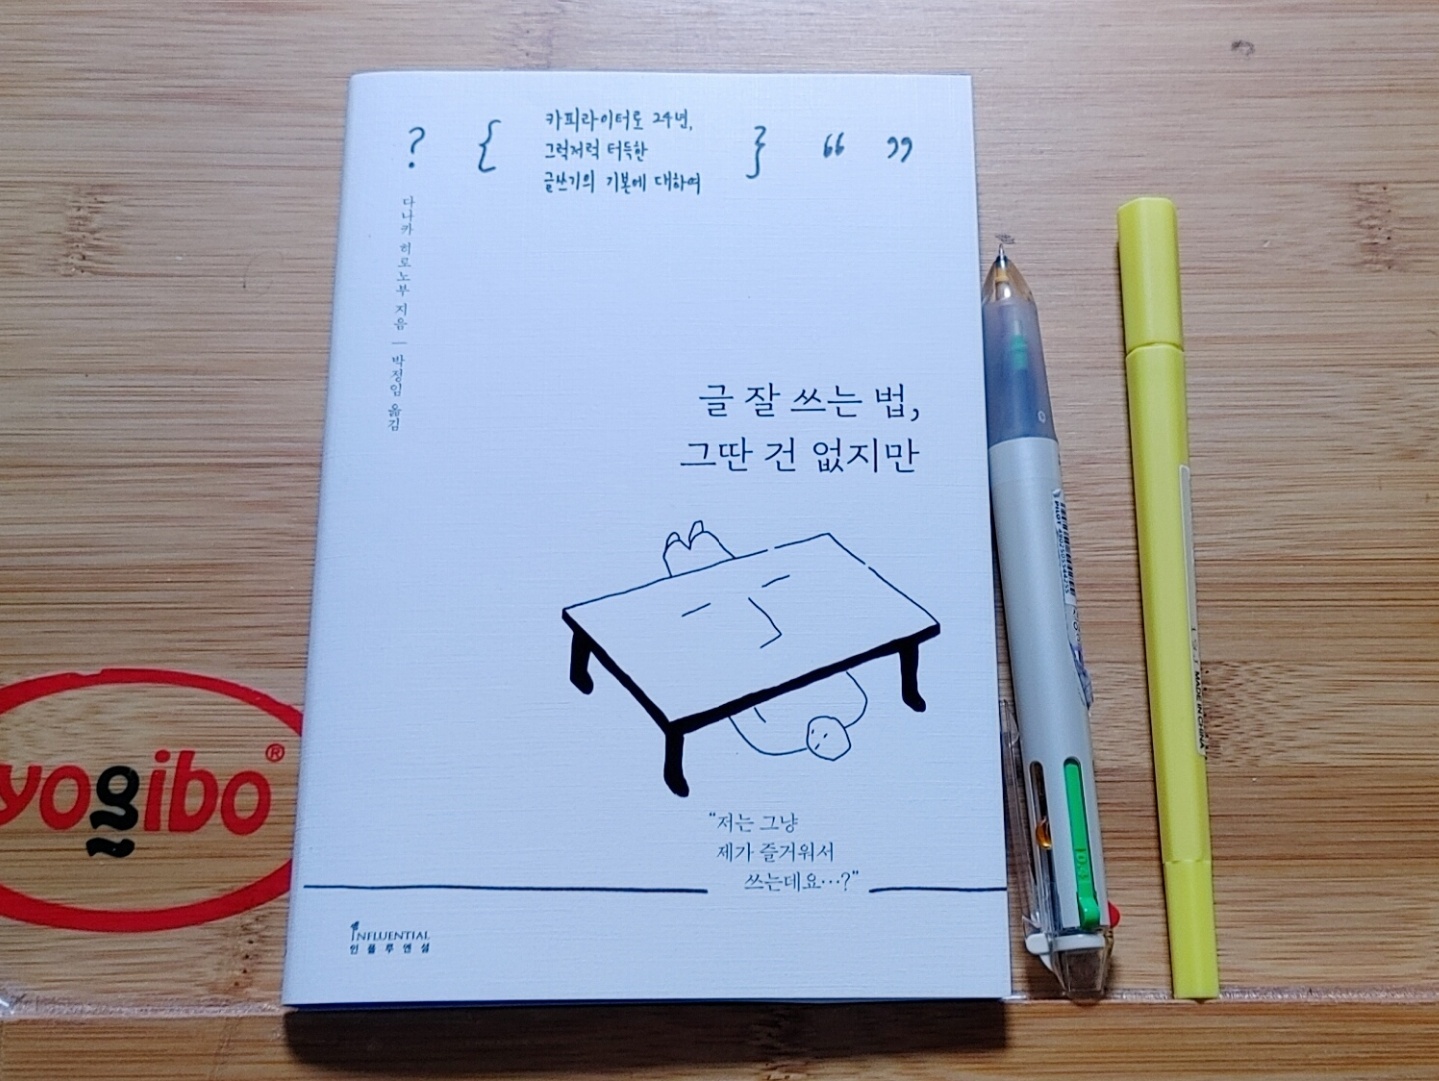 ?
{
카피라이터로 24년,
그럭저럭 터득한
글쓰기의 기본에 대하여
}
“ ”
다나카 히로노부 지음 | 박정임 옮김
글 잘 쓰는 법,
그딴 건 없지만
“저는 그냥
제가 즐거워서
쓰는데요…?”
INFLUENTIAL
인플루엔셜
yogibo®
PILOT
MADE IN CHINA